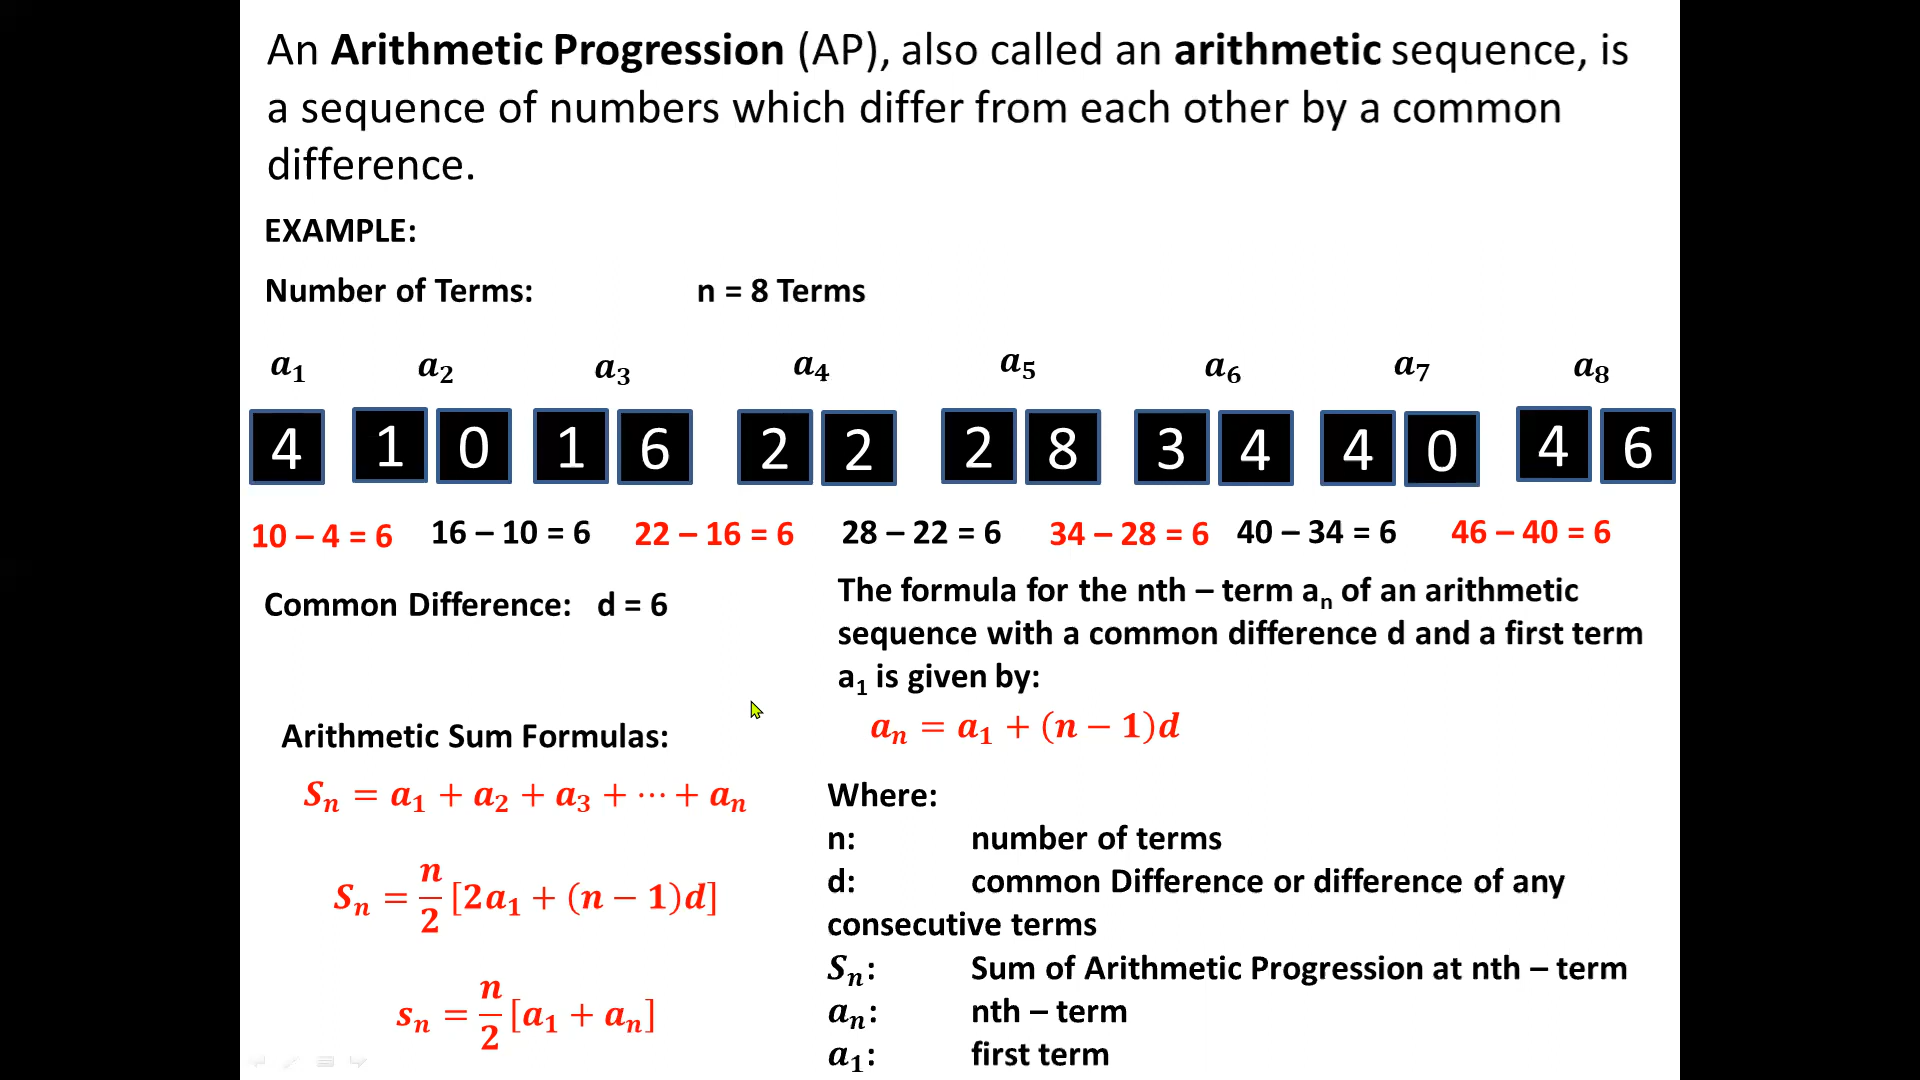 An Arithmetic Progression (AP), also called an arithmetic sequence, is
a sequence of numbers which differ from each other by a common
difference.
EXAMPLE:
Number of Terms: n = 8 Terms
a₁ a₂ a₃ a₄ a₅ a₆ a₇ a₈
4 1 0 1 6 2 2 2 8 3 4 4 0 4 6
10 – 4 = 6 16 – 10 = 6 22 – 16 = 6 28 – 22 = 6 34 – 28 = 6 40 – 34 = 6 46 – 40 = 6
Common Difference: d = 6
The formula for the nth – term aₙ of an arithmetic
sequence with a common difference d and a first term
a₁ is given by:
aₙ = a₁ + (n − 1)d
Arithmetic Sum Formulas:
Sₙ = a₁ + a₂ + a₃ + ⋯ + aₙ
Sₙ = n/2 [2a₁ + (n − 1)d]
sₙ = n/2 [a₁ + aₙ]
Where:
n: number of terms
d: common Difference or difference of any
consecutive terms
Sₙ: Sum of Arithmetic Progression at nth – term
aₙ: nth – term
a₁: first term